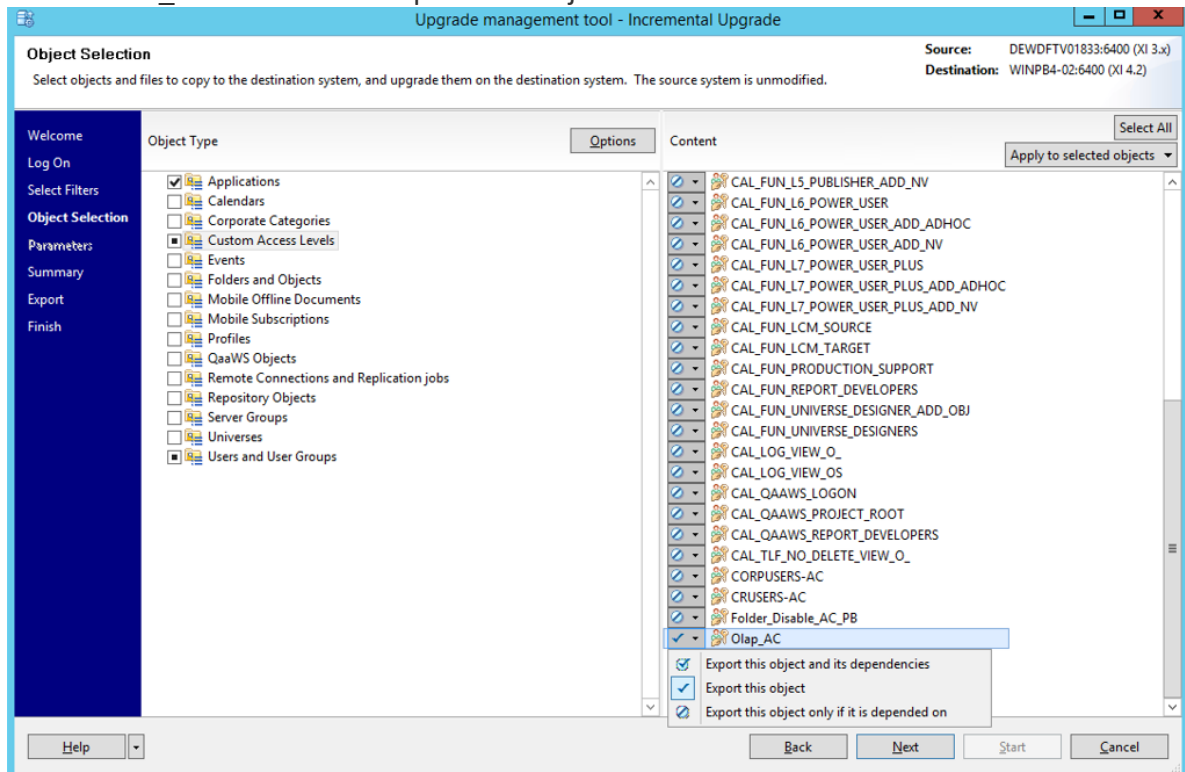 Upgrade management tool - Incremental Upgrade
Object Selection
Select objects and files to copy to the destination system, and upgrade them on the destination system. The source system is unmodified.
Source: DEWDFTV01833:6400 (XI 3.x)
Destination: WINPB4-02:6400 (XI 4.2)
Welcome
Log On
Select Filters
Object Selection
Parameters
Summary
Export
Finish
Object Type
Options
Applications
Calendars
Corporate Categories
Custom Access Levels
Events
Folders and Objects
Mobile Offline Documents
Mobile Subscriptions
Profiles
QaaWS Objects
Remote Connections and Replication jobs
Repository Objects
Server Groups
Universes
Users and User Groups
Content
Select All
Apply to selected objects
CAL_FUN_L5_PUBLISHER_ADD_NV
CAL_FUN_L6_POWER_USER
CAL_FUN_L6_POWER_USER_ADD_ADHOC
CAL_FUN_L6_POWER_USER_ADD_NV
CAL_FUN_L7_POWER_USER_PLUS
CAL_FUN_L7_POWER_USER_PLUS_ADD_ADHOC
CAL_FUN_L7_POWER_USER_PLUS_ADD_NV
CAL_FUN_LCM_SOURCE
CAL_FUN_LCM_TARGET
CAL_FUN_PRODUCTION_SUPPORT
CAL_FUN_REPORT_DEVELOPERS
CAL_FUN_UNIVERSE_DESIGNER_ADD_OBJ
CAL_FUN_UNIVERSE_DESIGNERS
CAL_LOG_VIEW_O_
CAL_LOG_VIEW_OS
CAL_QAAWS_LOGON
CAL_QAAWS_PROJECT_ROOT
CAL_QAAWS_REPORT_DEVELOPERS
CAL_TLF_NO_DELETE_VIEW_O_
CORPUSERS-AC
CRUSERS-AC
Folder_Disable_AC_PB
Olap_AC
Export this object and its dependencies
Export this object
Export this object only if it is depended on
Help
Back
Next
Start
Cancel